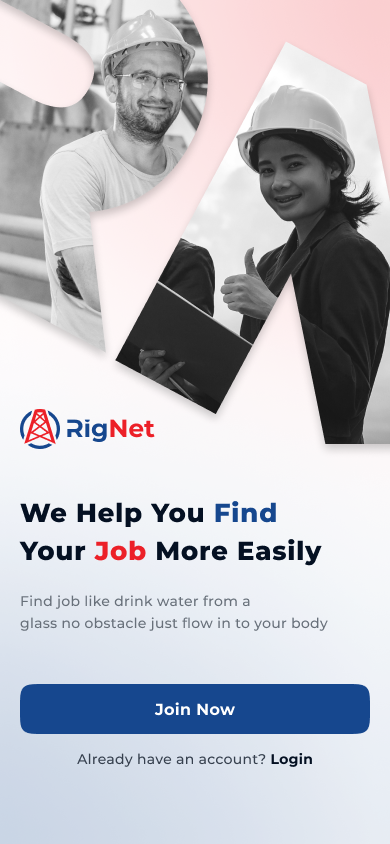 RigNet
We Help You Find
Your Job More Easily
Find job like drink water from a
glass no obstacle just flow in to your body
Join Now
Already have an account? Login